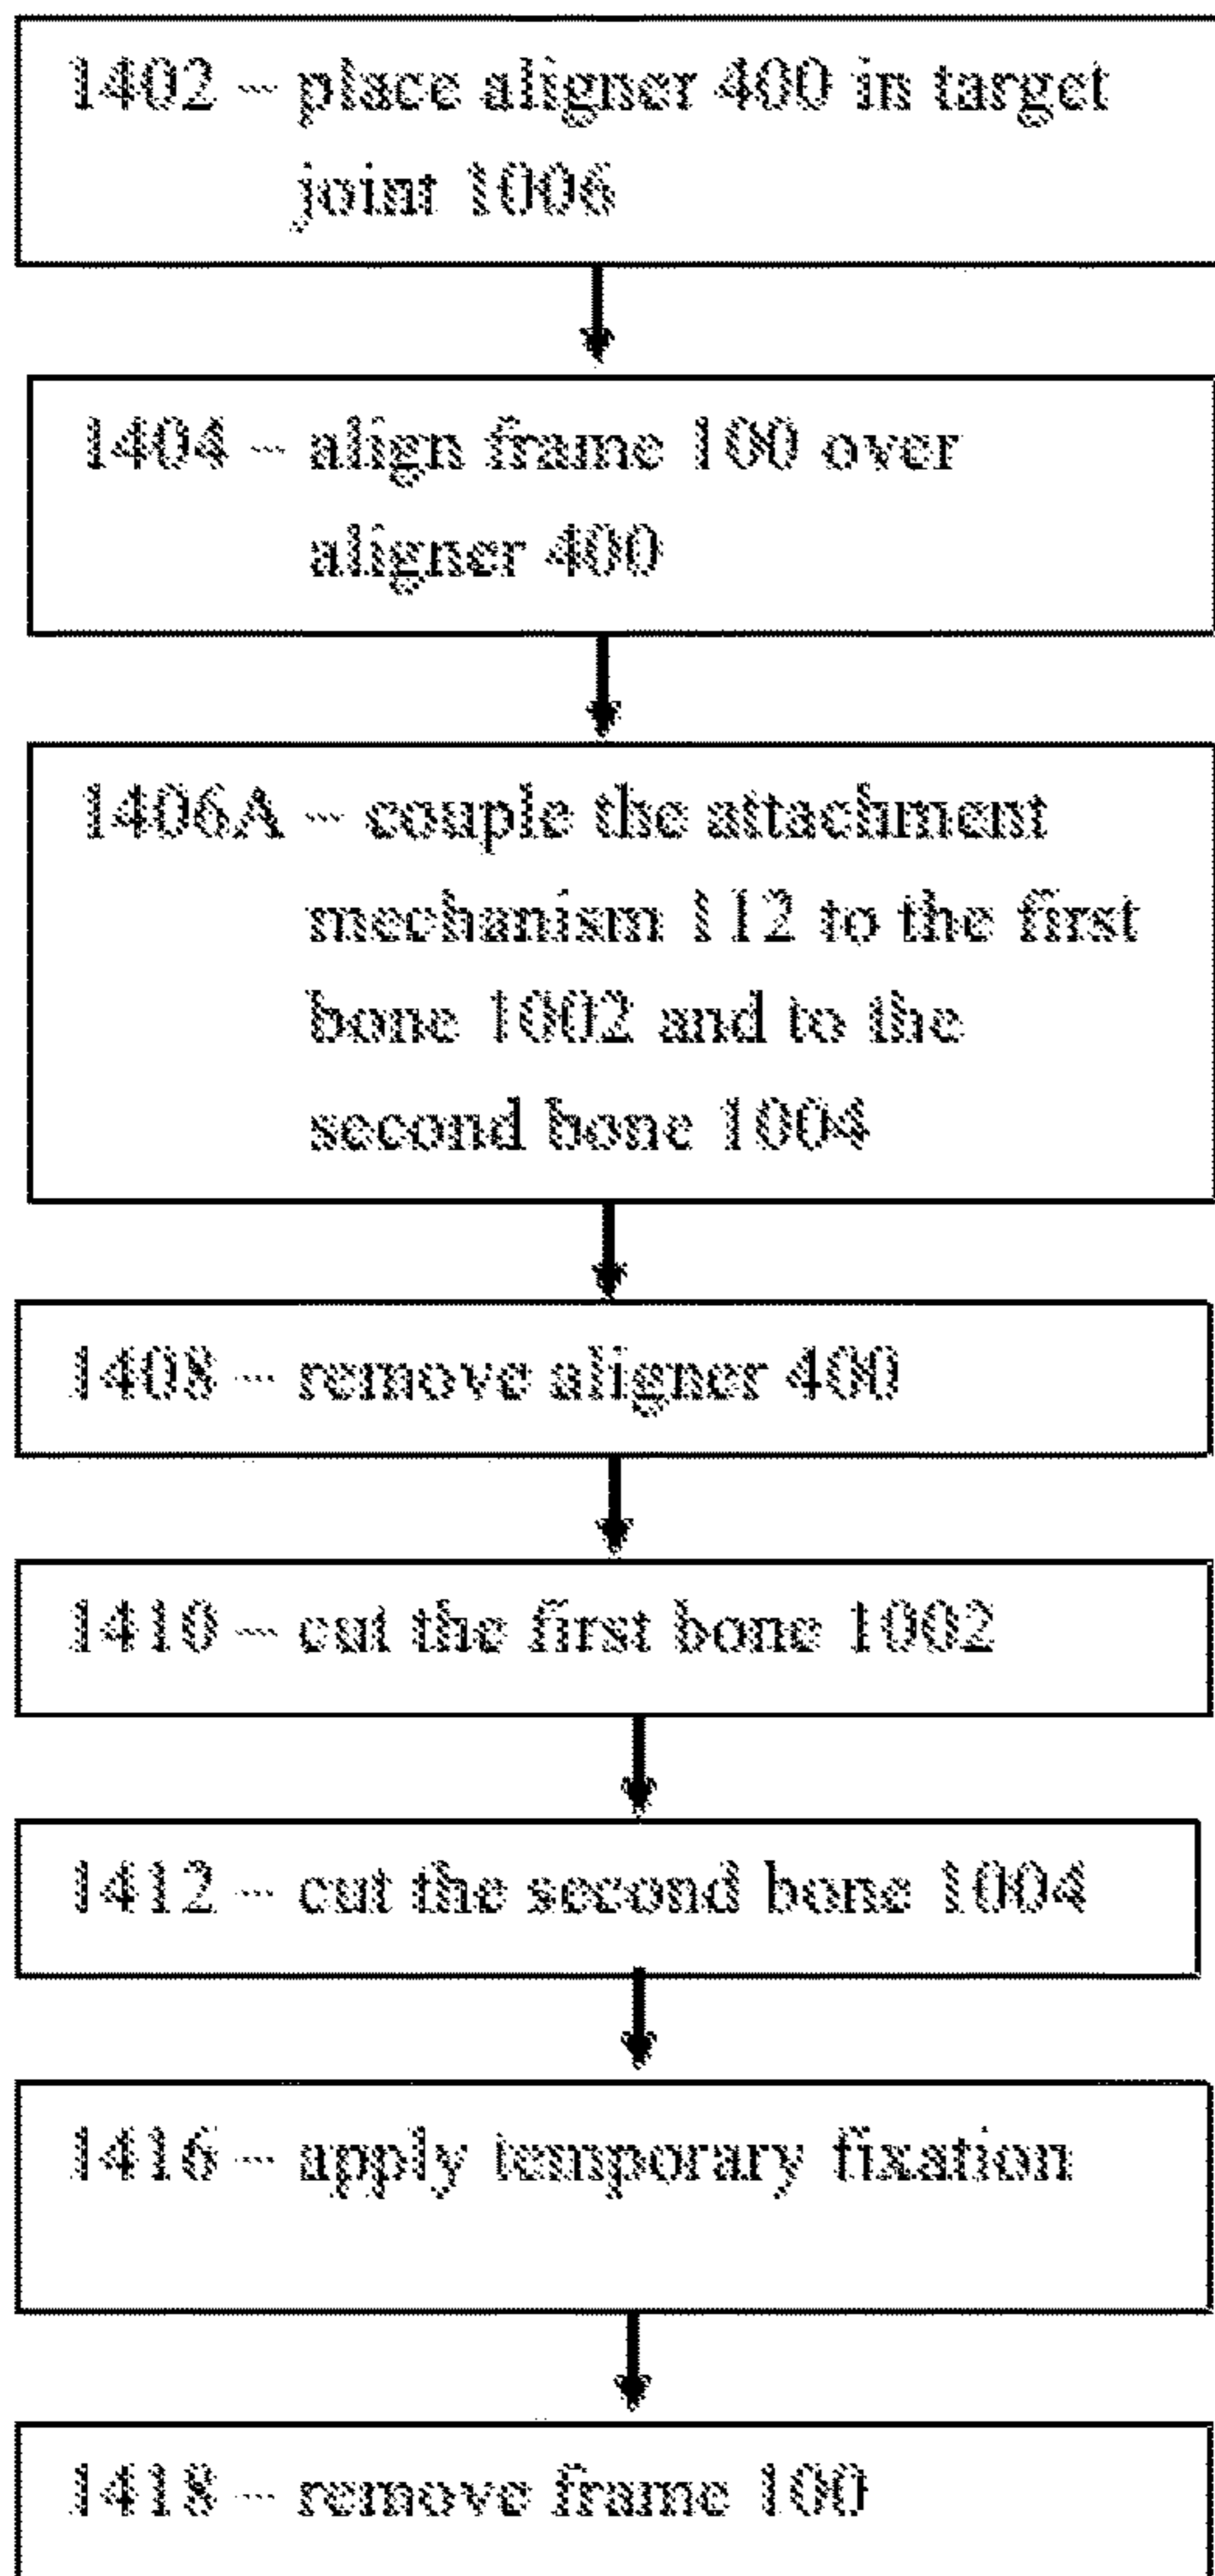 1402 – place aligner 400 in target
joint 1006
1404 – align frame 100 over
aligner 400
1406A – couple the attachment
mechanism 112 to the first
bone 1002 and to the
second bone 1004
1408 – remove aligner 400
1410 – cut the first bone 1002
1412 – cut the second bone 1004
1416 – apply temporary fixation
1418 – remove frame 100